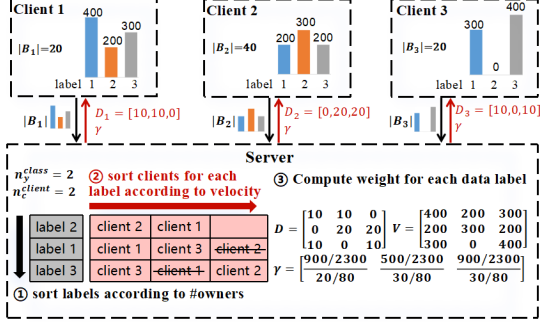 Client 1
Client 2
Client 3
|B₁|=20
400
200
300
label 1 2 3
|B₂|=40
200
300
200
label 1 2 3
|B₃|=20
300
0
400
label 1 2 3
|B₁|
D₁ = [10,10,0]
γ
|B₂|
D₂ = [0,20,20]
γ
|B₃|
D₃ = [10,0,10]
γ
Server
n_y^class = 2
n_c^client = 2
② sort clients for each
label according to velocity
③ Compute weight for each data label
label 2 client 2 client 1
label 1 client 1 client 3 client 2
label 3 client 3 client 1 client 2
① sort labels according to #owners
D = [10 10 0
0 20 20
10 0 10]
V = [400 200 300
200 300 200
300 0 400]
γ = [900/2300 500/2300 900/2300
20/80 30/80 30/80]